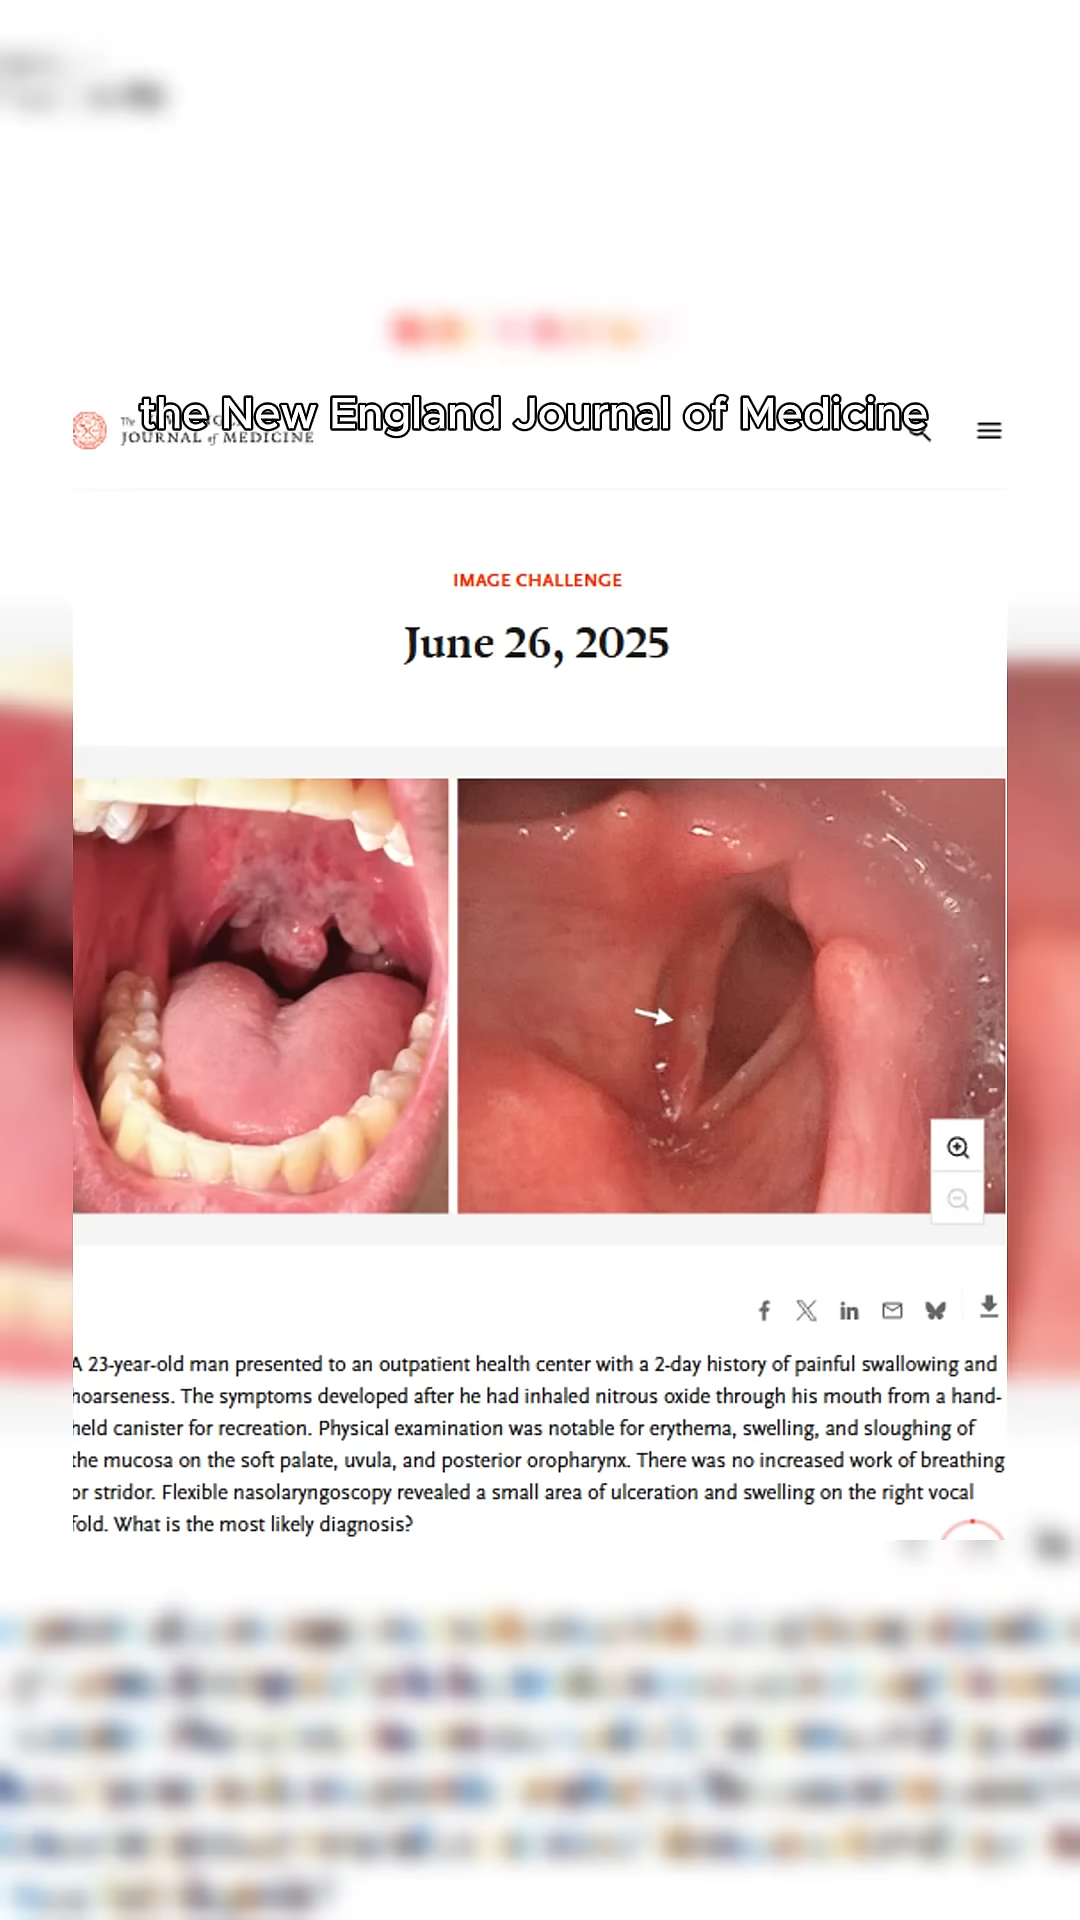 the New England Journal of Medicine
The
JOURNAL of MEDICINE
IMAGE CHALLENGE
June 26, 2025
A 23-year-old man presented to an outpatient health center with a 2-day history of painful swallowing and
hoarseness. The symptoms developed after he had inhaled nitrous oxide through his mouth from a hand-
held canister for recreation. Physical examination was notable for erythema, swelling, and sloughing of
the mucosa on the soft palate, uvula, and posterior oropharynx. There was no increased work of breathing
or stridor. Flexible nasolaryngoscopy revealed a small area of ulceration and swelling on the right vocal
fold. What is the most likely diagnosis?